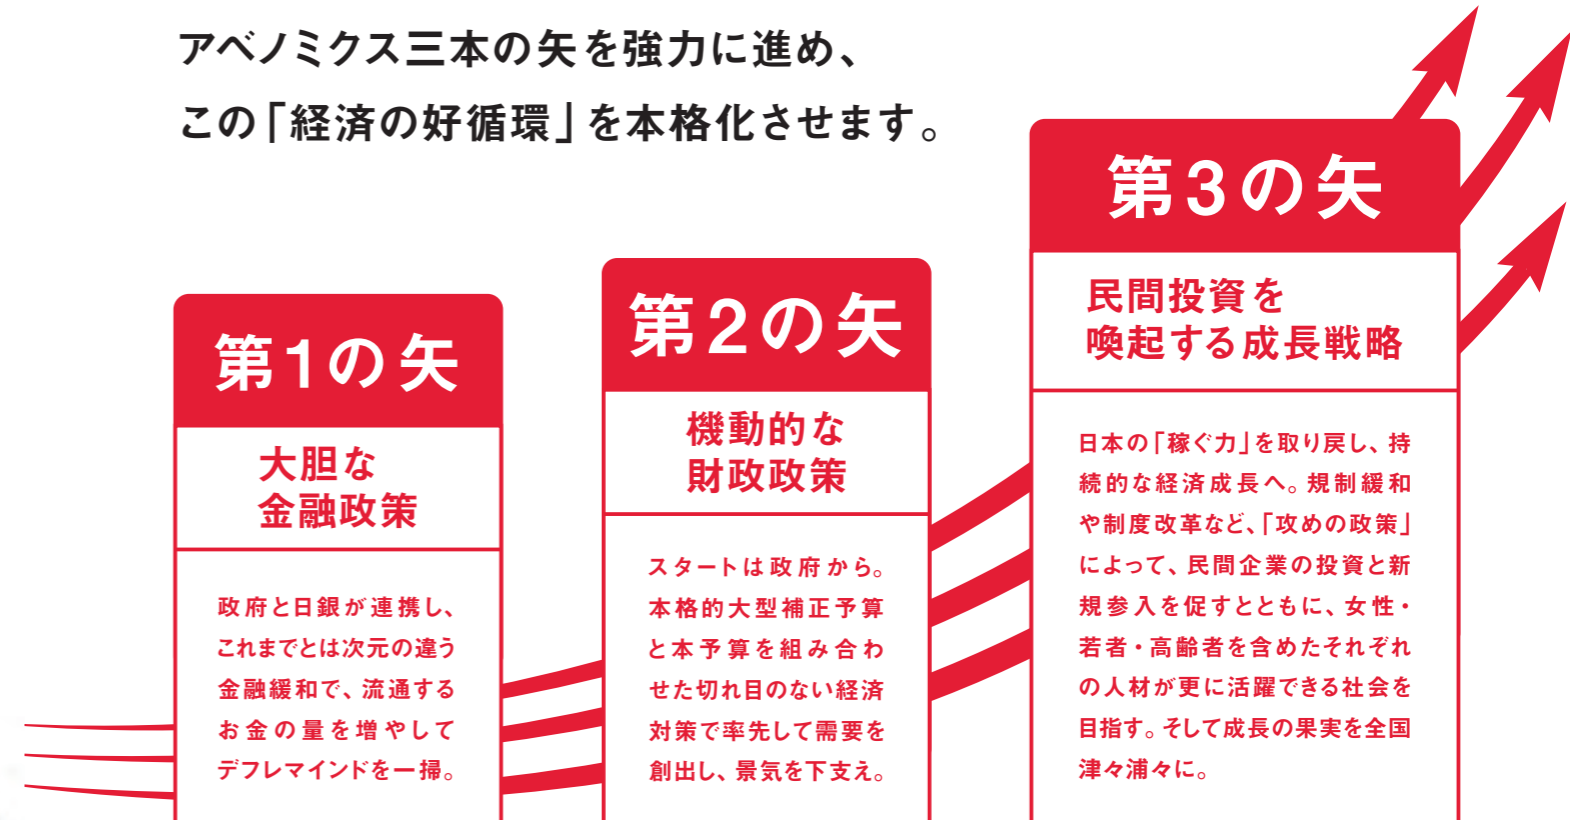 アベノミクス三本の矢を強力に進め、
この「経済の好循環」を本格化させます。
第1の矢
大胆な
金融政策
政府と日銀が連携し、
これまでとは次元の違う
金融緩和で、流通する
お金の量を増やして
デフレマインドを一掃。
第2の矢
機動的な
財政政策
スタートは政府から。
本格的大型補正予算
と本予算を組み合わ
せた切れ目のない経済
対策で率先して需要を
創出し、景気を下支え。
第3の矢
民間投資を
喚起する成長戦略
日本の「稼ぐ力」を取り戻し、持
続的な経済成長へ。規制緩和
や制度改革など、「攻めの政策」
によって、民間企業の投資と新
規参入を促すとともに、女性・
若者・高齢者を含めたそれぞれ
の人材が更に活躍できる社会を
目指す。そして成長の果実を全国
津々浦々に。